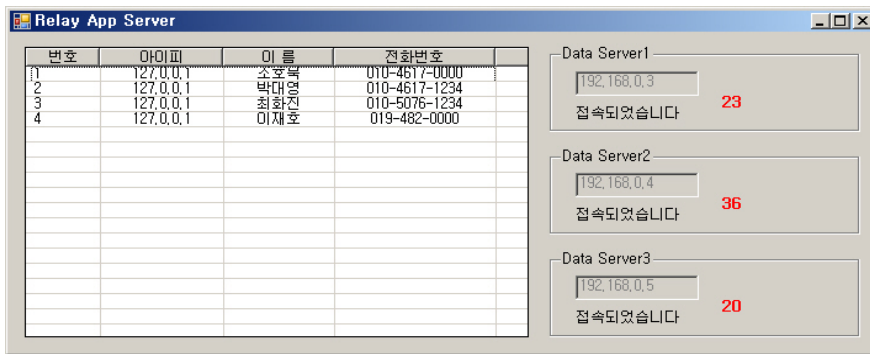 Relay App Server
번호 아이피 이 름 전화번호
1 127.0.0.1 소호묵 010-4617-0000
2 127.0.0.1 박대영 010-4617-1234
3 127.0.0.1 최화진 010-5076-1234
4 127.0.0.1 이재호 019-482-0000
Data Server1
192.168.0.3
접속되었습니다 23
Data Server2
192.168.0.4
접속되었습니다 36
Data Server3
192.168.0.5
접속되었습니다 20